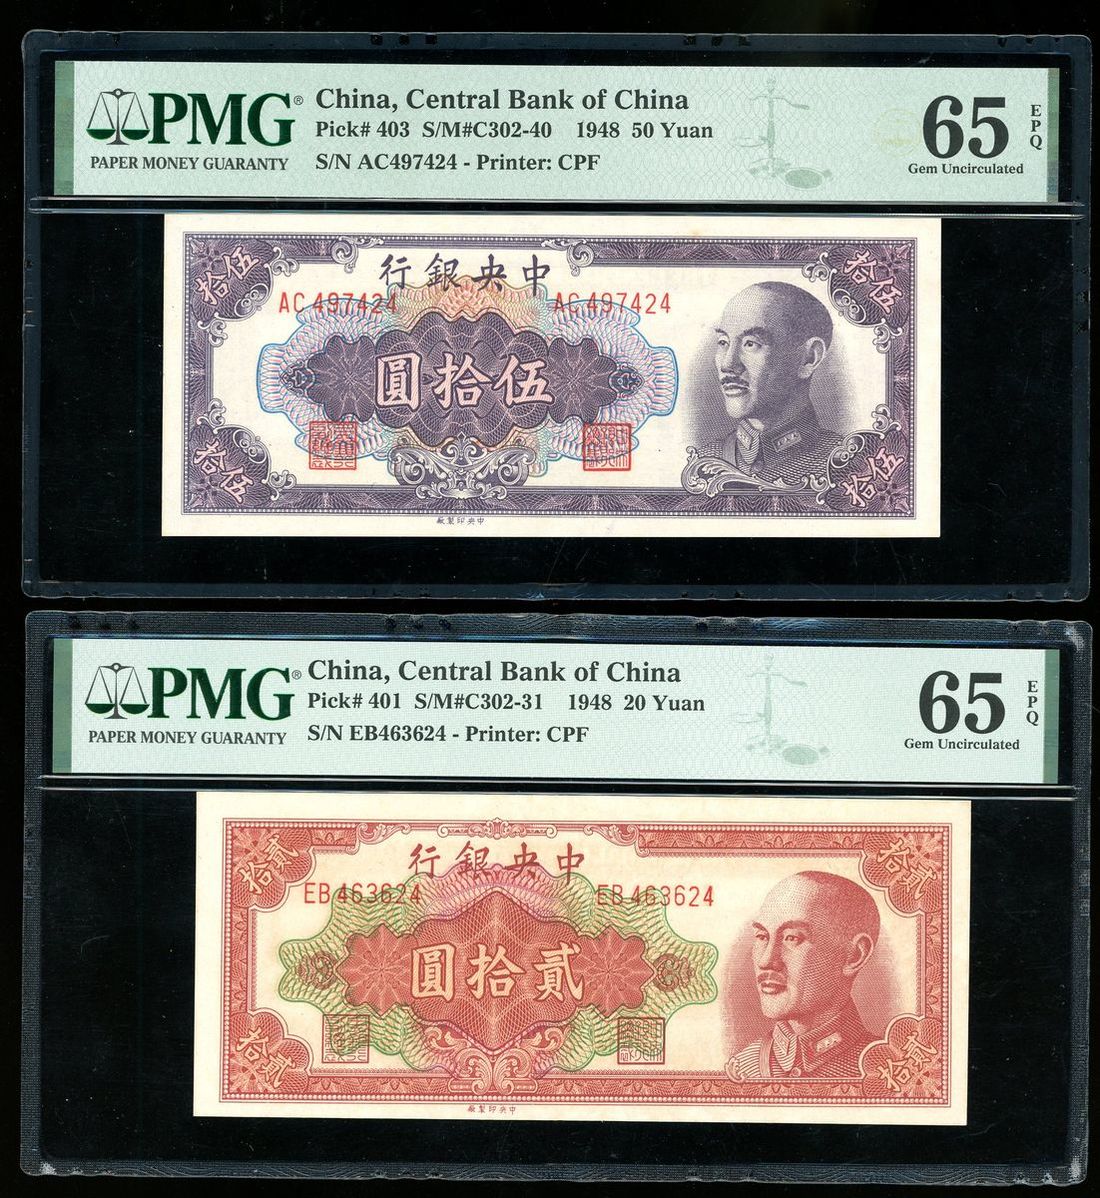 PMG®
PAPER MONEY GUARANTY
China, Central Bank of China
Pick# 403 S/M#C302-40 1948 50 Yuan
S/N AC497424 - Printer: CPF
65 EPQ
Gem Uncirculated
拾伍
行銀央中
拾伍
AC497424 AC497424
圓拾伍
拾伍
拾伍
廠製印央中
PMG®
PAPER MONEY GUARANTY
China, Central Bank of China
Pick# 401 S/M#C302-31 1948 20 Yuan
S/N EB463624 - Printer: CPF
65 EPQ
Gem Uncirculated
拾貳
行銀央中
拾貳
EB463624 EB463624
圓拾貳
拾貳
拾貳
廠製印央中